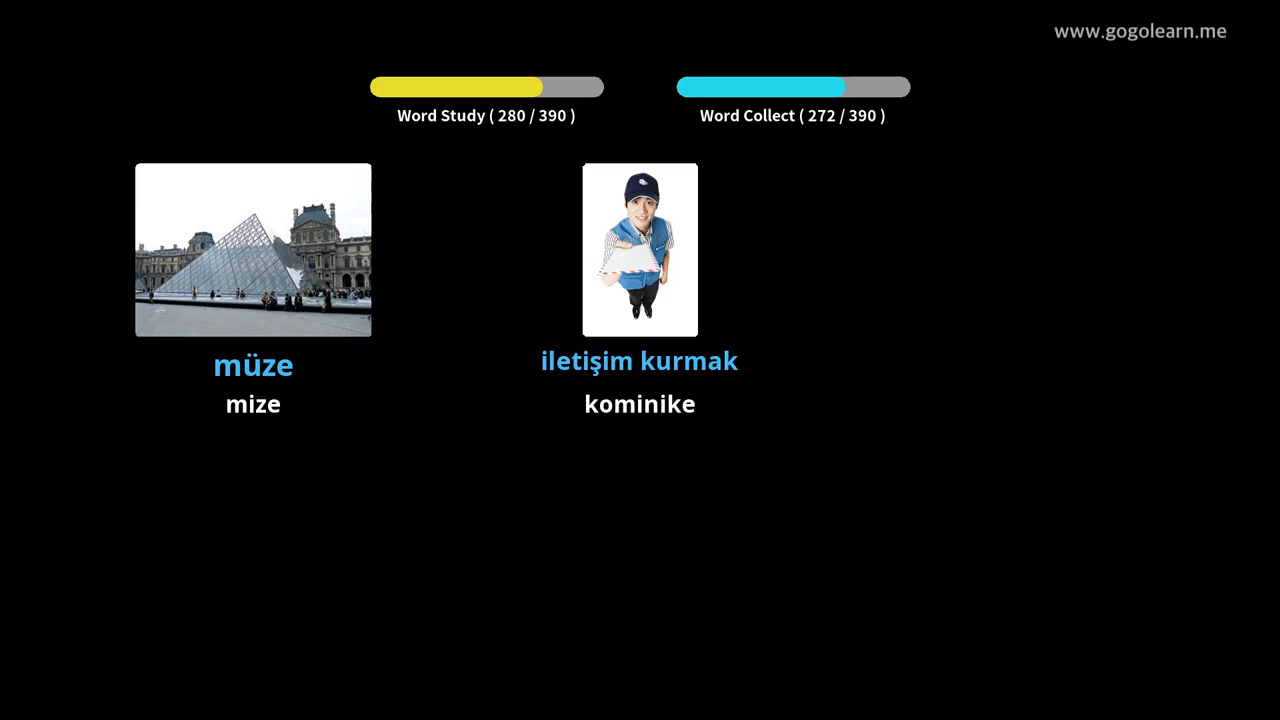 www.gogolearn.me
Word Study ( 280 / 390 )
Word Collect ( 272 / 390 )
müze
iletişim kurmak
mize
kominike